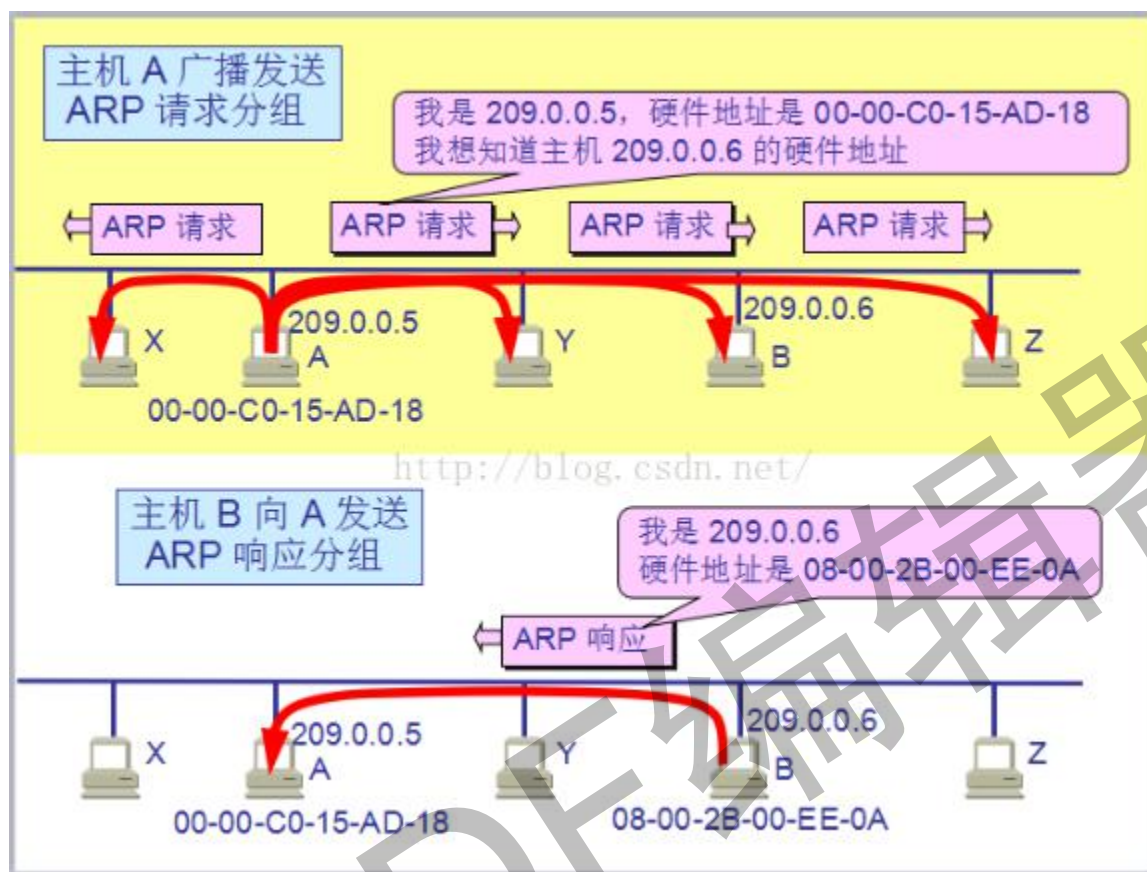 主机 A 广播发送
ARP 请求分组
我是 209.0.0.5，硬件地址是 00-00-C0-15-AD-18
我想知道主机 209.0.0.6 的硬件地址
ARP 请求
ARP 请求
ARP 请求
ARP 请求
209.0.0.5
209.0.0.6
X
A
Y
B
Z
00-00-C0-15-AD-18
http://blog.csdn.net/
主机 B 向 A 发送
ARP 响应分组
我是 209.0.0.6
硬件地址是 08-00-2B-00-EE-0A
ARP 响应
209.0.0.5
209.0.0.6
X
A
Y
B
Z
00-00-C0-15-AD-18
08-00-2B-00-EE-0A
DF编辑器